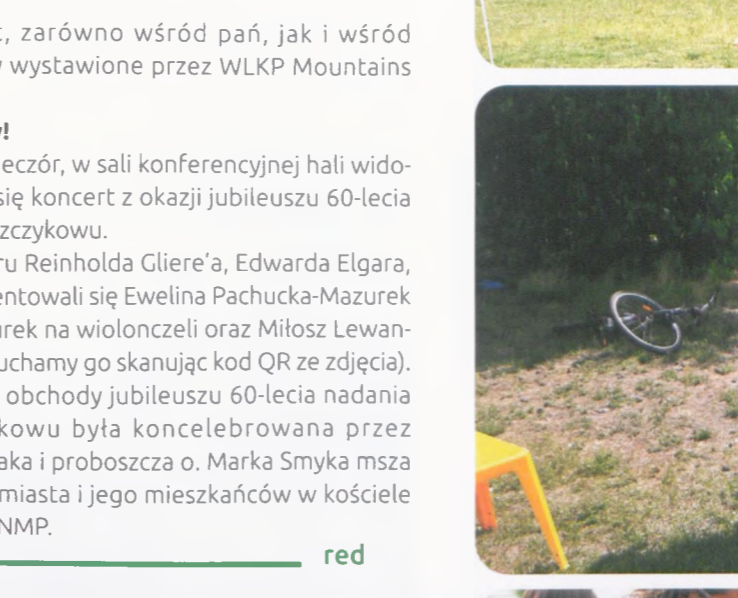 , zarówno wśród pań, jak i wśród
wystawione przez WLKP Mountains
!
eczór, w sali konferencyjnej hali wido-
się koncert z okazji jubileuszu 60-lecia
szczykowu.
ru Reinholda Gliere'a, Edwarda Elgara,
entowali się Ewelina Pachucka-Mazurek
urek na wiolonczeli oraz Miłosz Lewan-
uchamy go skanując kod QR ze zdjęcia).
obchody jubileuszu 60-lecia nadania
kowu była koncelebrowana przez
aka i proboszcza o. Marka Smyka msza
miasta i jego mieszkańców w kościele
NMP.
red